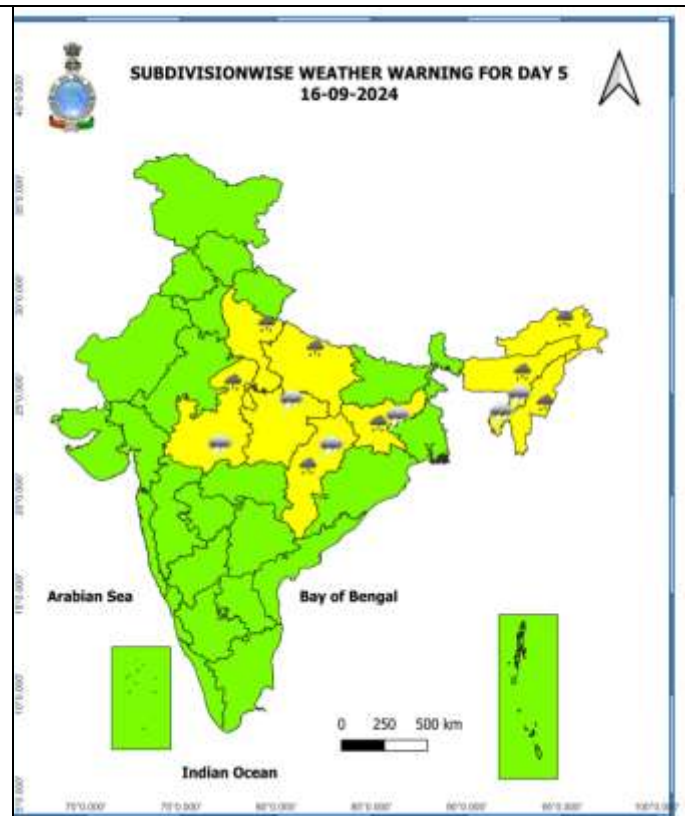 SUBDIVISIONWISE WEATHER WARNING FOR DAY 5
16-09-2024
Arabian Sea
Bay of Bengal
0 250 500 km
Indian Ocean